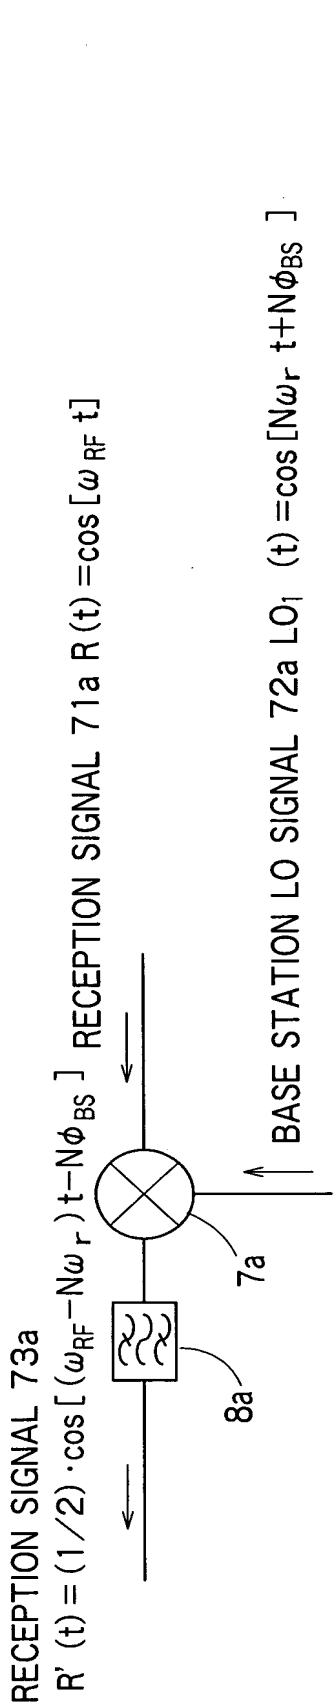 RECEPTION SIGNAL 73a
R' (t) = (1/2) · cos [ (ωRF−Nωr) t−NφBS ]
RECEPTION SIGNAL 71a R (t) =cos [ω RF t]
8a
7a
BASE STATION LO SIGNAL 72a LO1 (t) =cos [Nωr t+NφBS ]